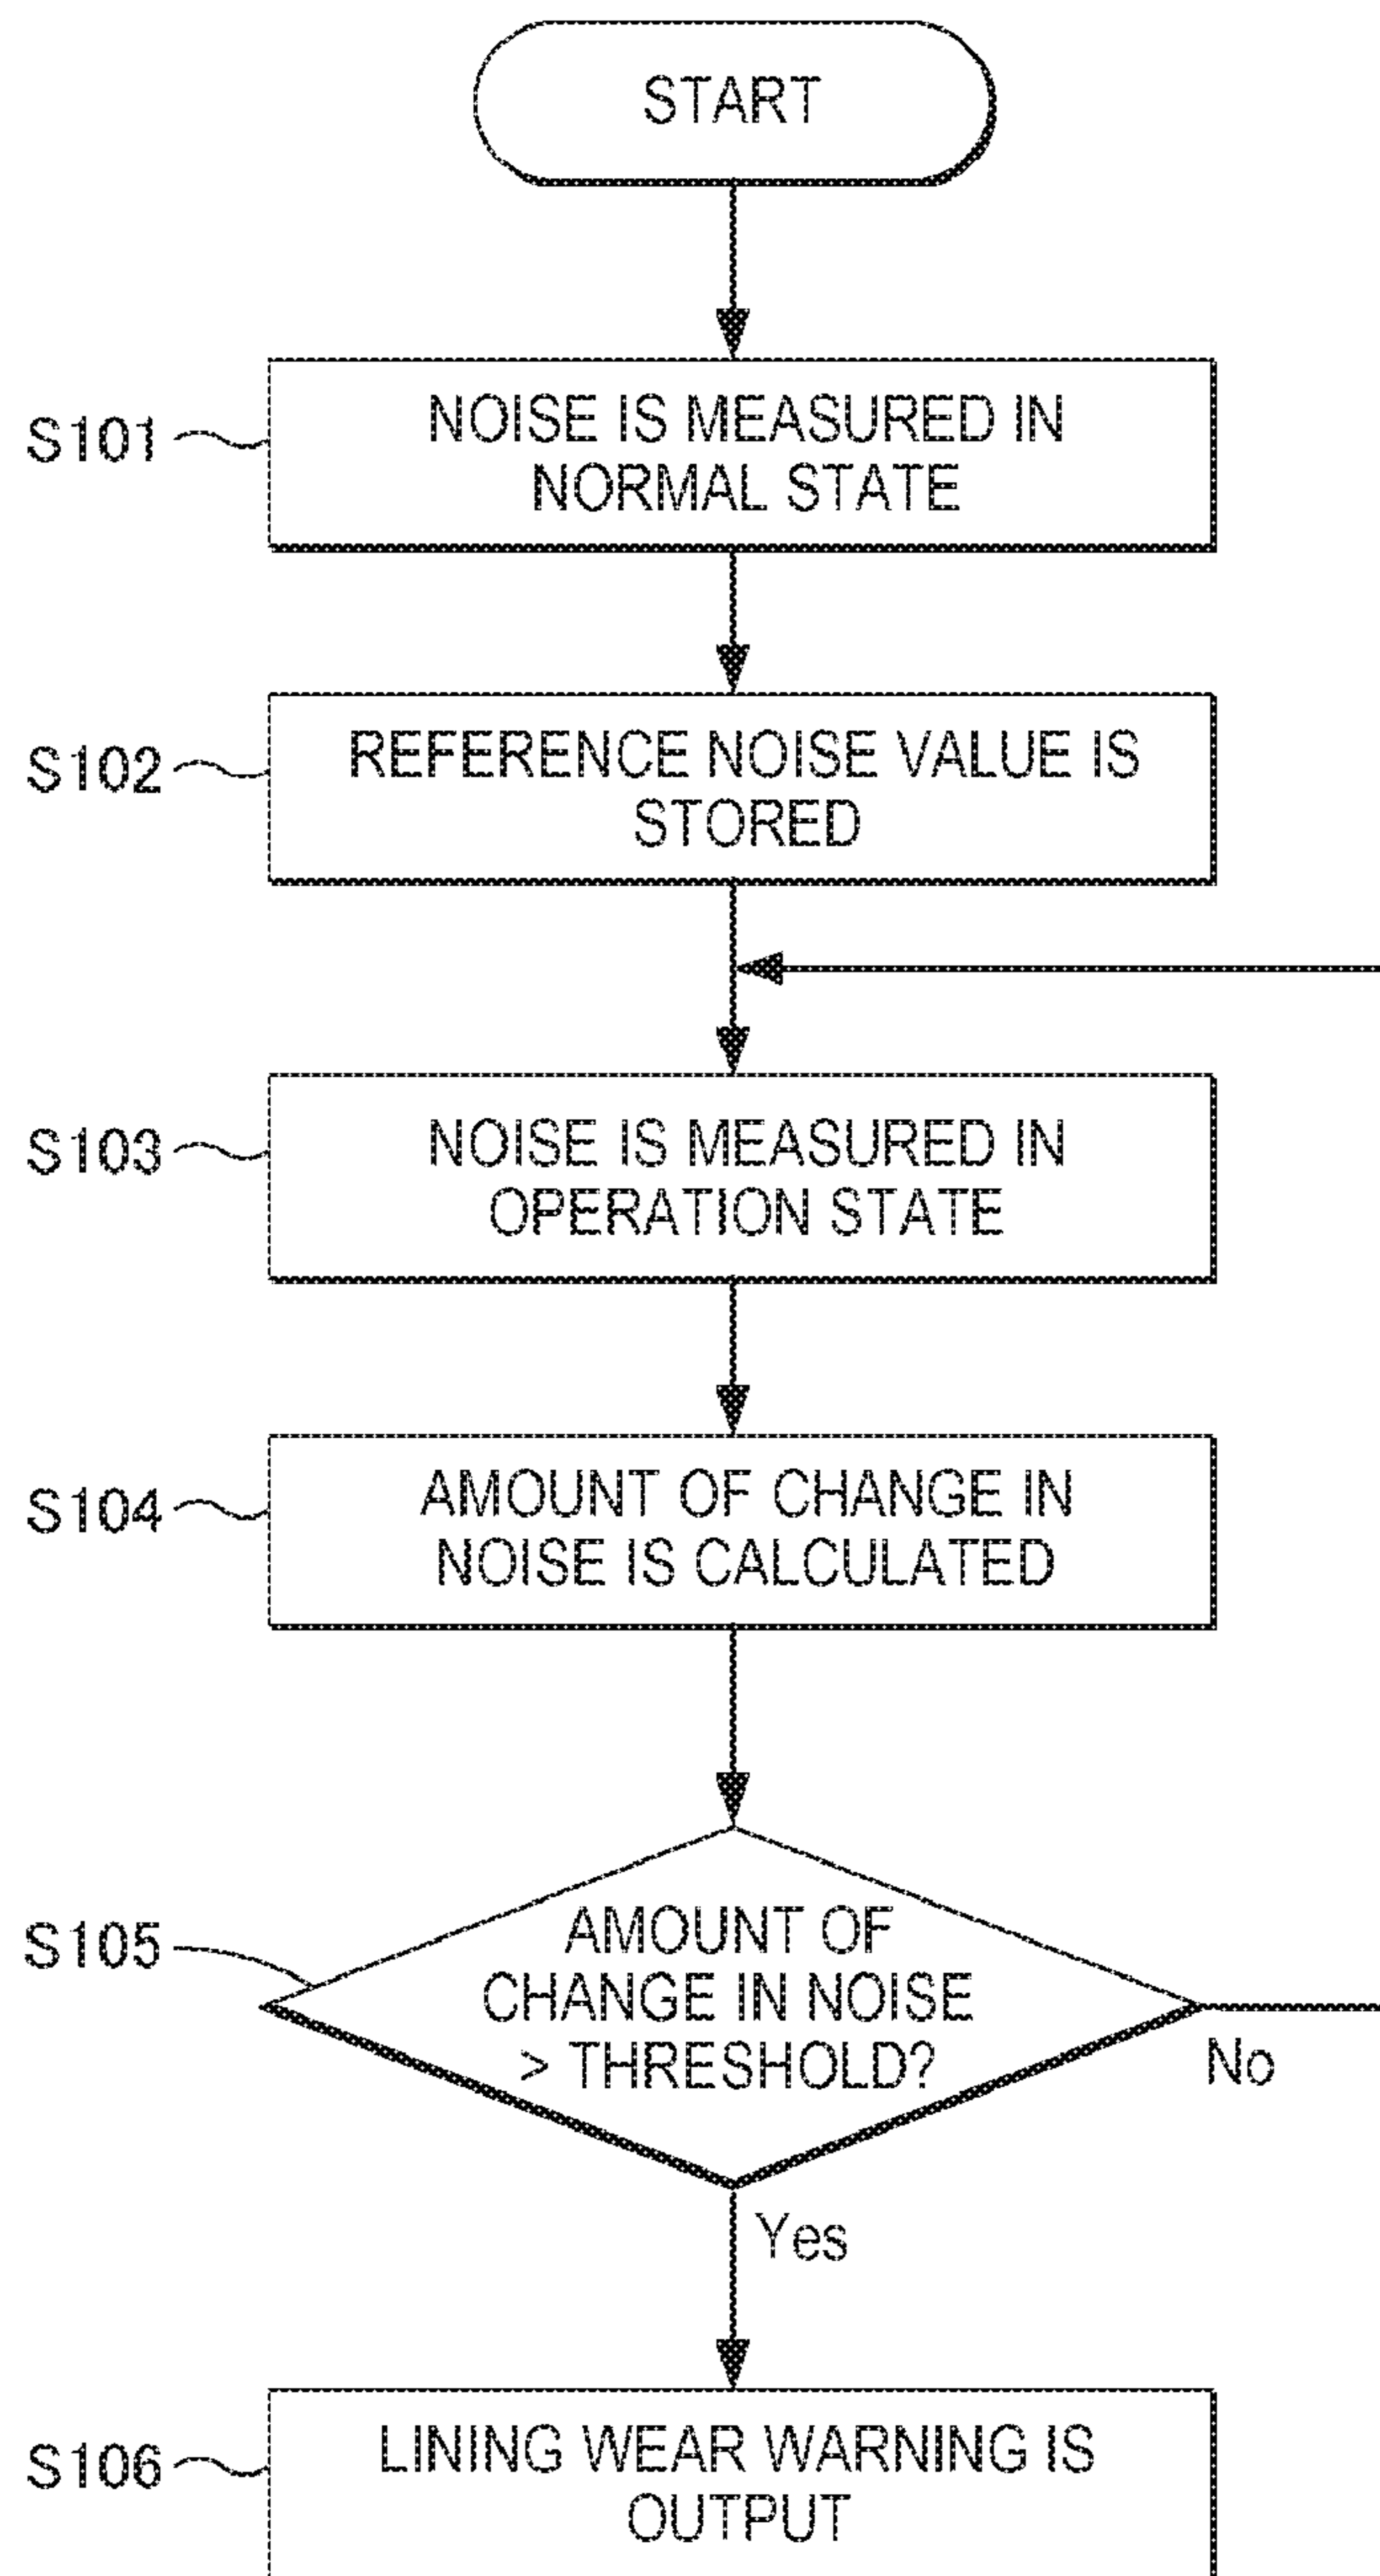 START
S101
NOISE IS MEASURED IN
NORMAL STATE
S102
REFERENCE NOISE VALUE IS
STORED
S103
NOISE IS MEASURED IN
OPERATION STATE
S104
AMOUNT OF CHANGE IN
NOISE IS CALCULATED
S105
AMOUNT OF
CHANGE IN NOISE
> THRESHOLD?
No
Yes
S106
LINING WEAR WARNING IS
OUTPUT